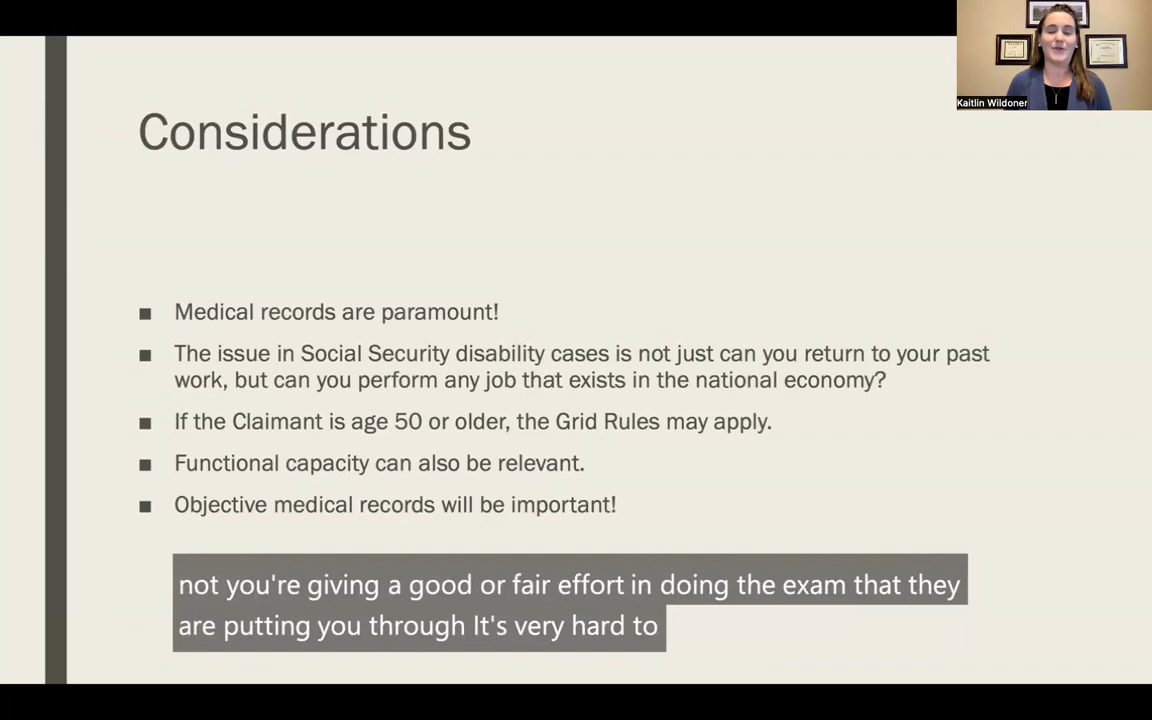 Kaitlin Wildoner
Considerations
■ Medical records are paramount!
■ The issue in Social Security disability cases is not just can you return to your past
work, but can you perform any job that exists in the national economy?
■ If the Claimant is age 50 or older, the Grid Rules may apply.
■ Functional capacity can also be relevant.
■ Objective medical records will be important!
not you're giving a good or fair effort in doing the exam that they
are putting you through It's very hard to